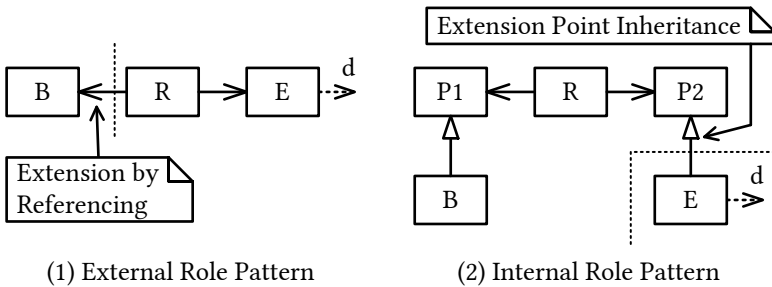 Extension Point Inheritance
B
R
E
d
P1
R
P2
Extension by
Referencing
B
E
d
(1) External Role Pattern
(2) Internal Role Pattern